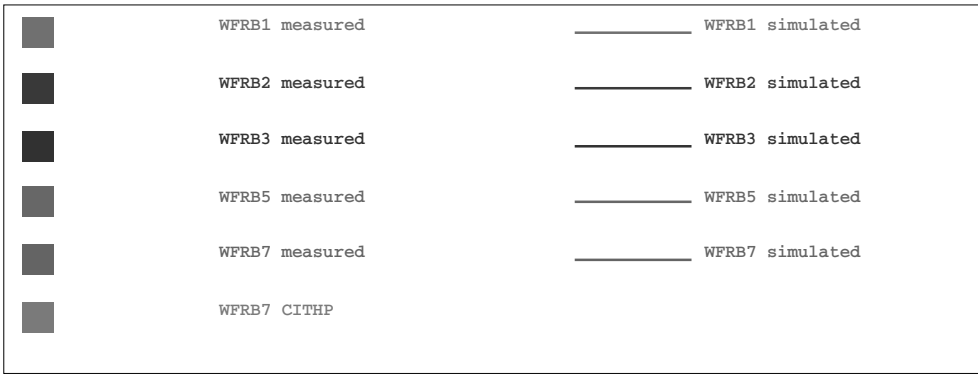 WFRB1 measured WFRB1 simulated
WFRB2 measured WFRB2 simulated
WFRB3 measured WFRB3 simulated
WFRB5 measured WFRB5 simulated
WFRB7 measured WFRB7 simulated
WFRB7 CITHP